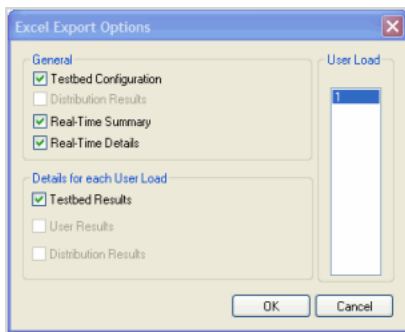 Excel Export Options
General
Testbed Configuration
Distribution Results
Real-Time Summary
Real-Time Details
User Load
1
Details for each User Load
Testbed Results
User Results
Distribution Results
OK
Cancel